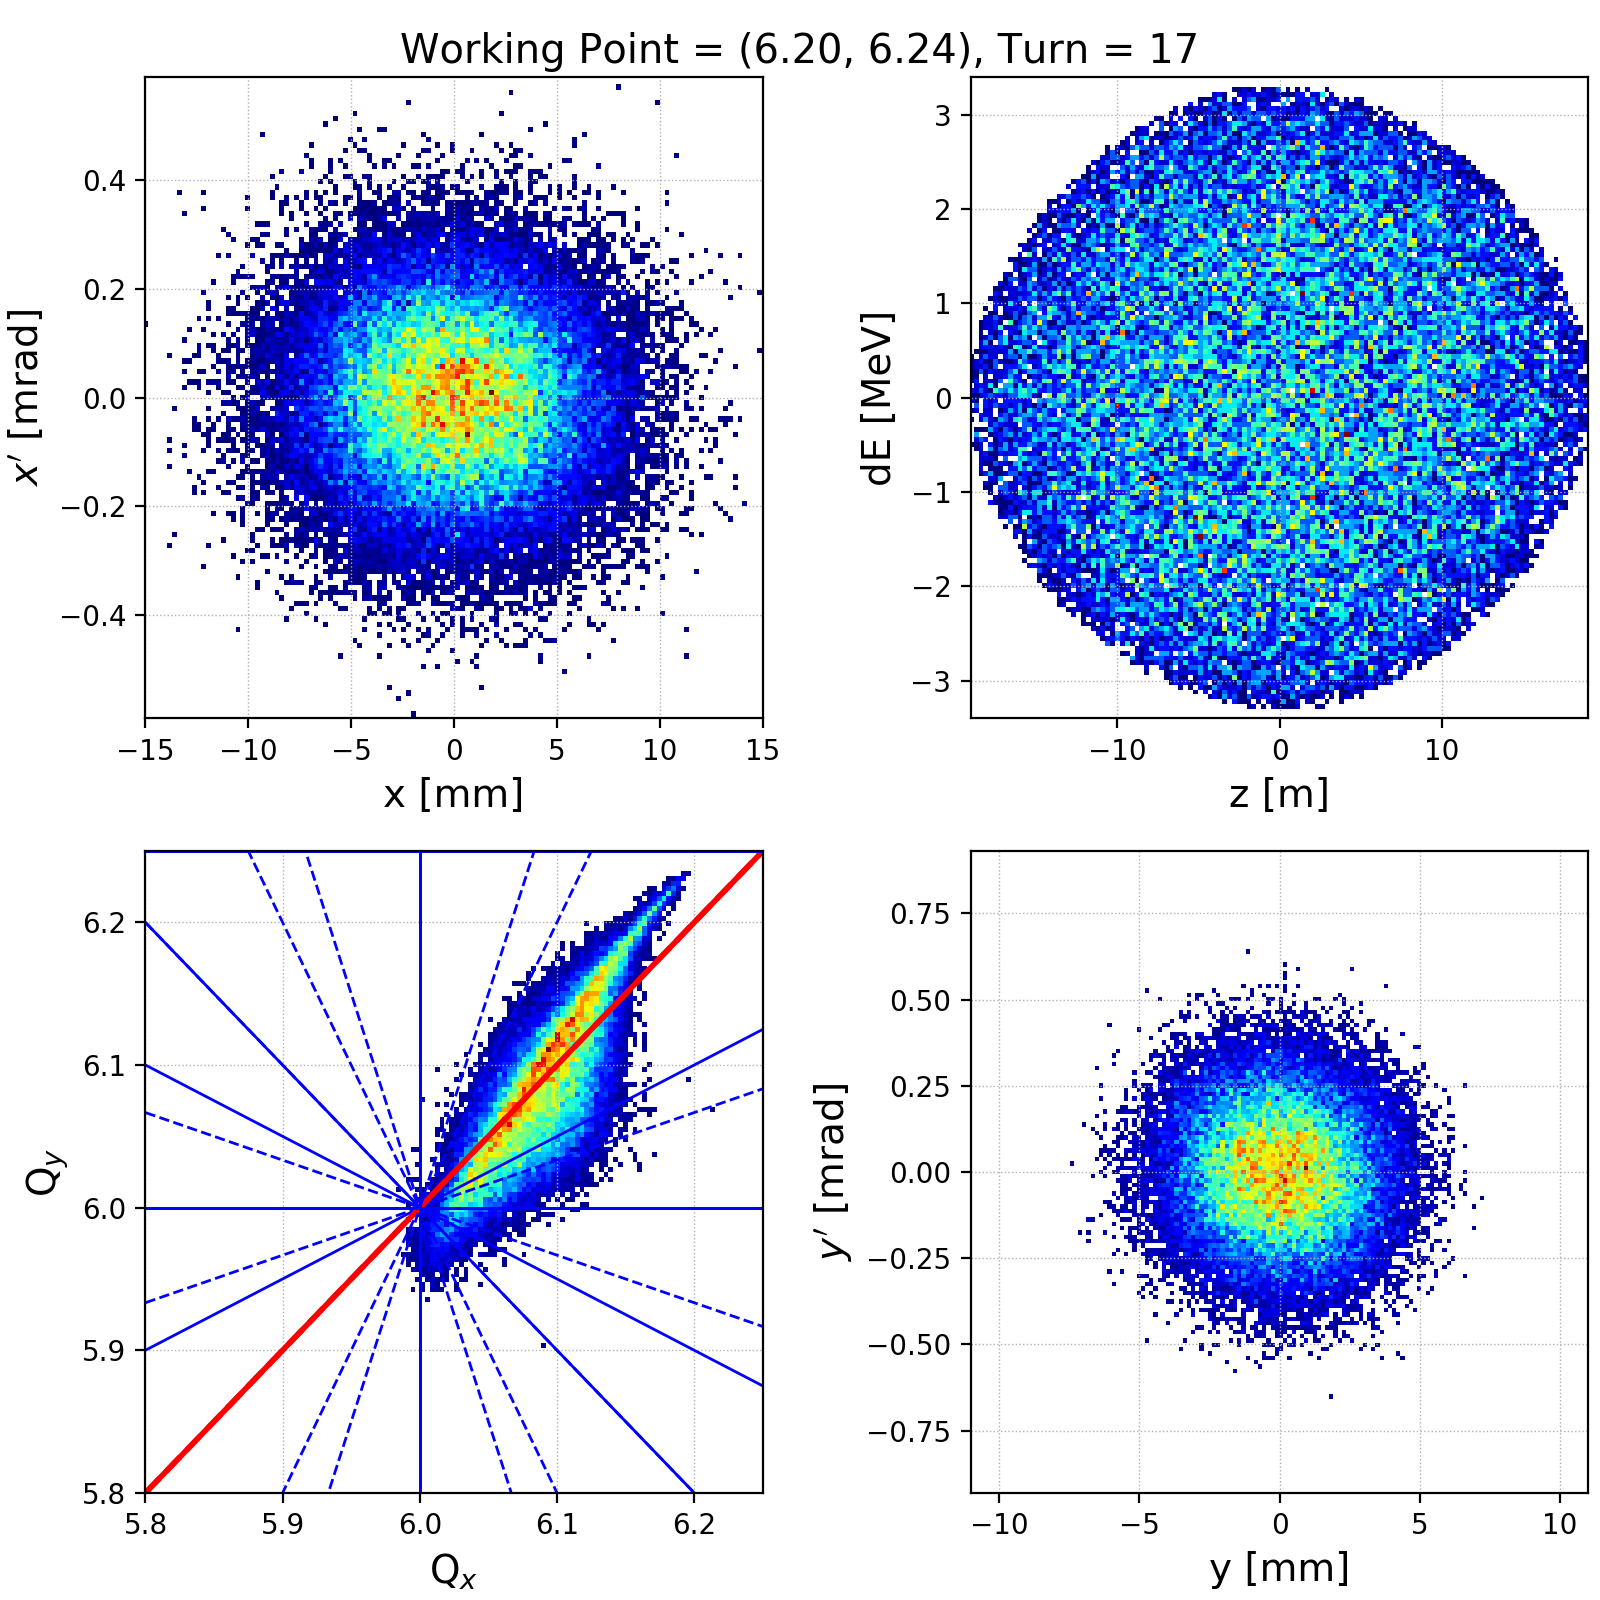 Working Point = (6.20, 6.24), Turn = 17
0.4
0.2
0.0
−0.2
−0.4
x′ [mrad]
−15 −10 −5 0 5 10 15
x [mm]
3
2
1
0
−1
−2
−3
dE [MeV]
−10 0 10
z [m]
6.2
6.1
6.0
5.9
5.8
Qy
5.8 5.9 6.0 6.1 6.2
Qx
0.75
0.50
0.25
0.00
−0.25
−0.50
−0.75
y′ [mrad]
−10 −5 0 5 10
y [mm]